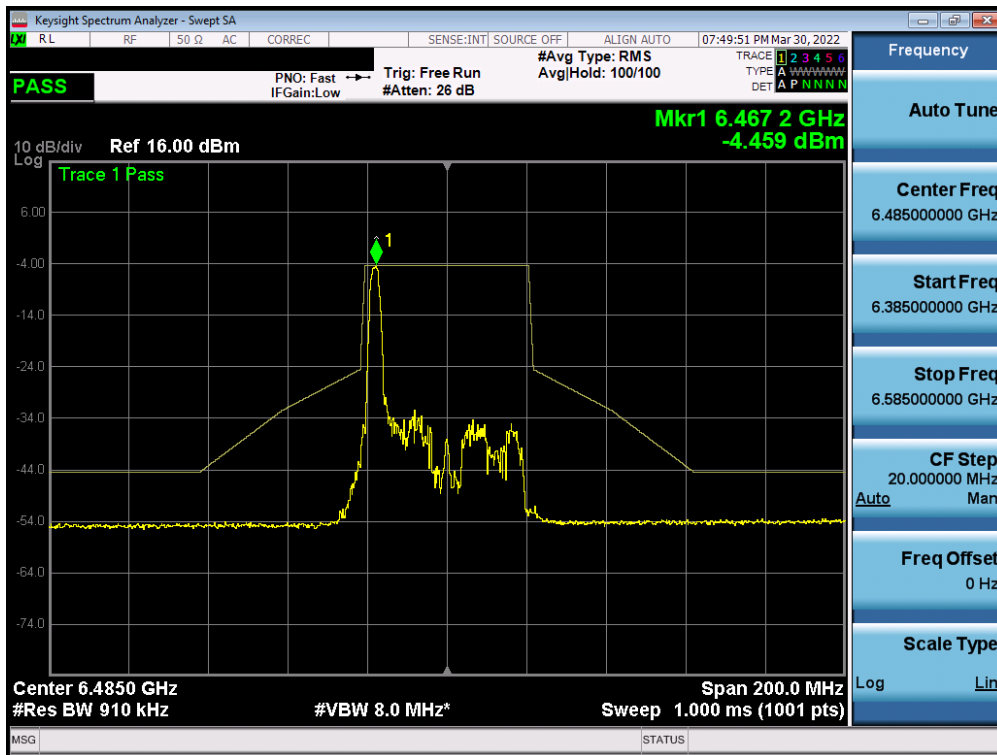 Keysight Spectrum Analyzer - Swept SA
LXI RL RF 50 Ω AC CORREC SENSE:INT SOURCE OFF ALIGN AUTO 07:49:51 PM Mar 30, 2022
PASS
PNO: Fast
IFGain:Low
Trig: Free Run
#Atten: 26 dB
#Avg Type: RMS
Avg|Hold: 100/100
TRACE 1 2 3 4 5 6
TYPE A WWWWW
DET A P N N N N
Mkr1 6.467 2 GHz
-4.459 dBm
10 dB/div Ref 16.00 dBm
Log
Trace 1 Pass
1
6.00
-4.00
-14.0
-24.0
-34.0
-44.0
-54.0
-64.0
-74.0
Center 6.4850 GHz Span 200.0 MHz
#Res BW 910 kHz #VBW 8.0 MHz* Sweep 1.000 ms (1001 pts)
MSG STATUS
Frequency
Auto Tune
Center Freq
6.485000000 GHz
Start Freq
6.385000000 GHz
Stop Freq
6.585000000 GHz
CF Step
20.000000 MHz
Auto Man
Freq Offset
0 Hz
Scale Type
Log Lin